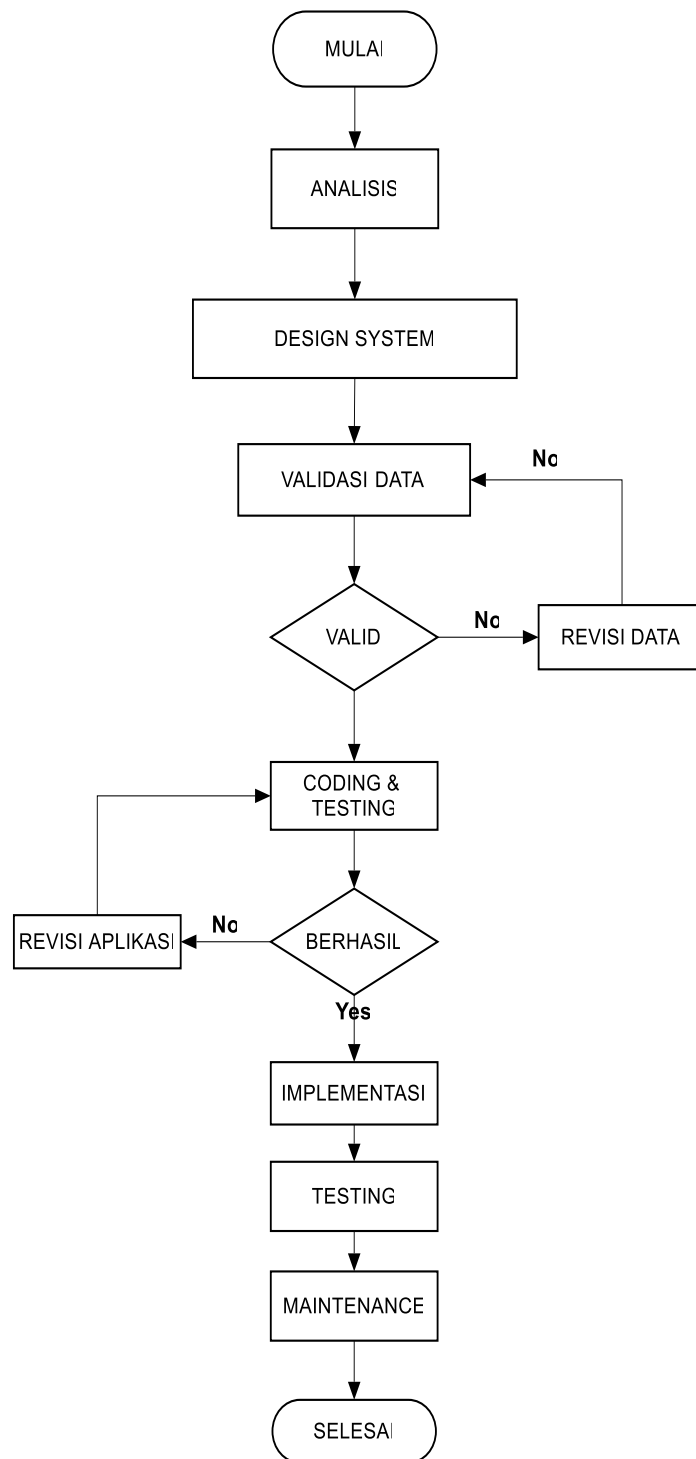 MULAI
ANALISIS
DESIGN SYSTEM
No
VALIDASI DATA
VALID
No
REVISI DATA
CODING &
TESTING
REVISI APLIKASI
No
BERHASIL
Yes
IMPLEMENTASI
TESTING
MAINTENANCE
SELESAI